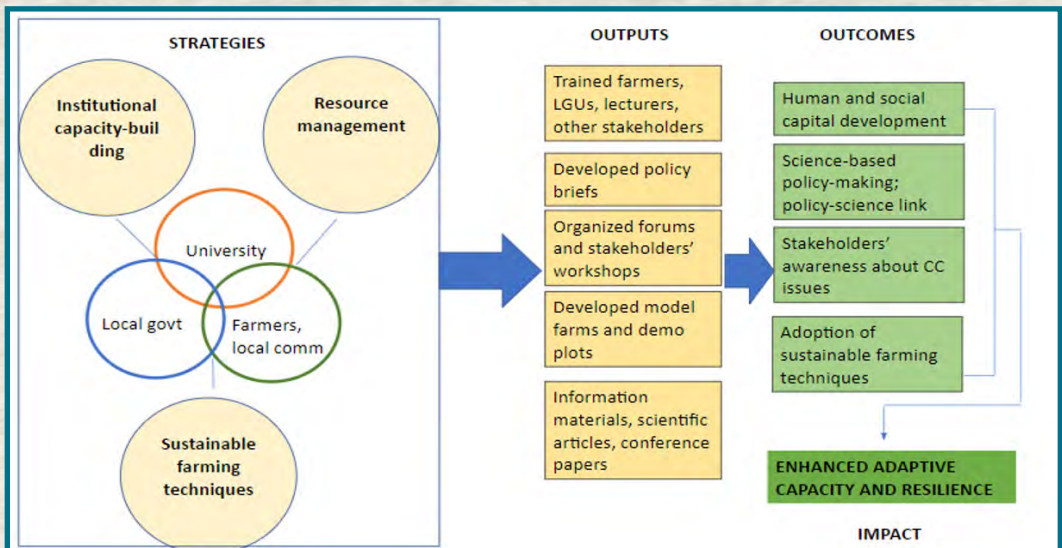 STRATEGIES
Institutional
capacity-buil
ding
Resource
management
University
Local govt
Farmers,
local comm
Sustainable
farming
techniques
OUTPUTS
Trained farmers,
LGUs, lecturers,
other stakeholders
Developed policy
briefs
Organized forums
and stakeholders’
workshops
Developed model
farms and demo
plots
Information
materials, scientific
articles, conference
papers
OUTCOMES
Human and social
capital development
Science-based
policy-making;
policy-science link
Stakeholders’
awareness about CC
issues
Adoption of
sustainable farming
techniques
ENHANCED ADAPTIVE
CAPACITY AND RESILIENCE
IMPACT